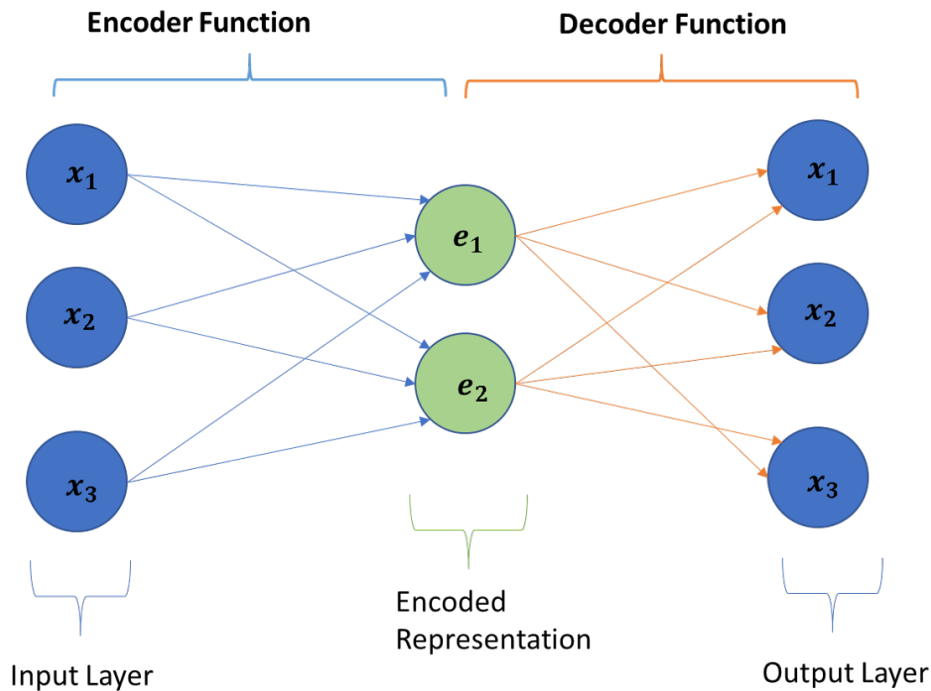 Encoder Function
Decoder Function
x₁
x₂
x₃
e₁
e₂
x₁
x₂
x₃
Input Layer
Encoded
Representation
Output Layer